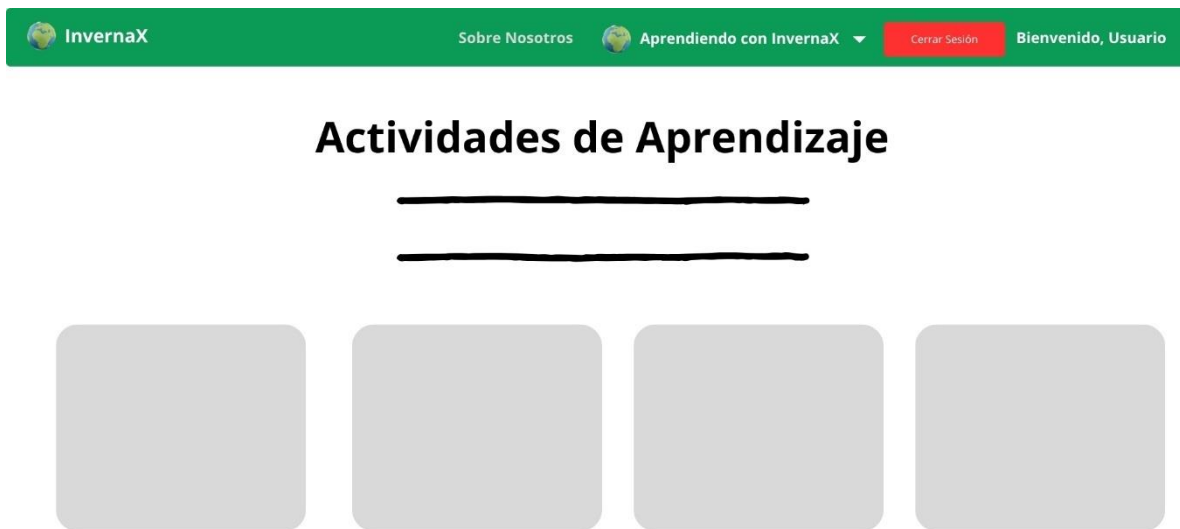 InvernaX
Sobre Nosotros
Aprendiendo con InvernaX
Cerrar Sesión
Bienvenido, Usuario
Actividades de Aprendizaje